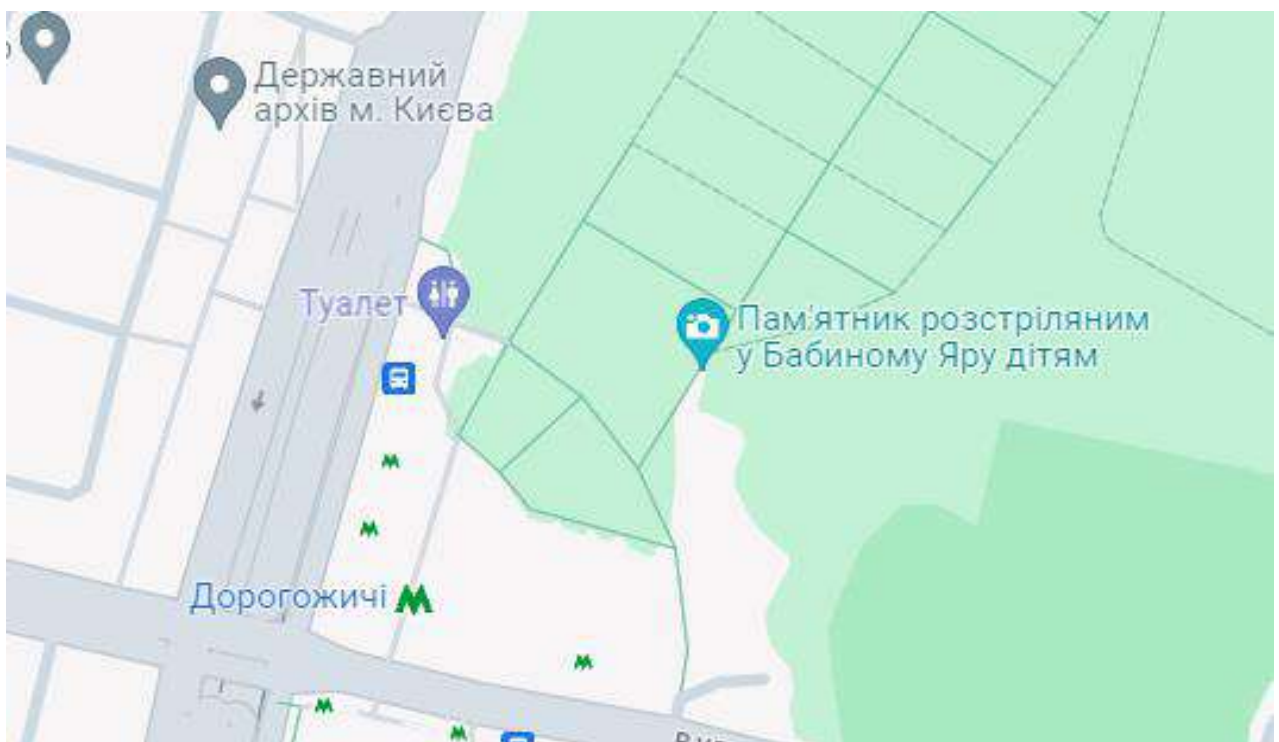 Державний
архів м. Києва
Туалет
Пам'ятник розстріляним
у Бабиному Яру дітям
Дорогожичі